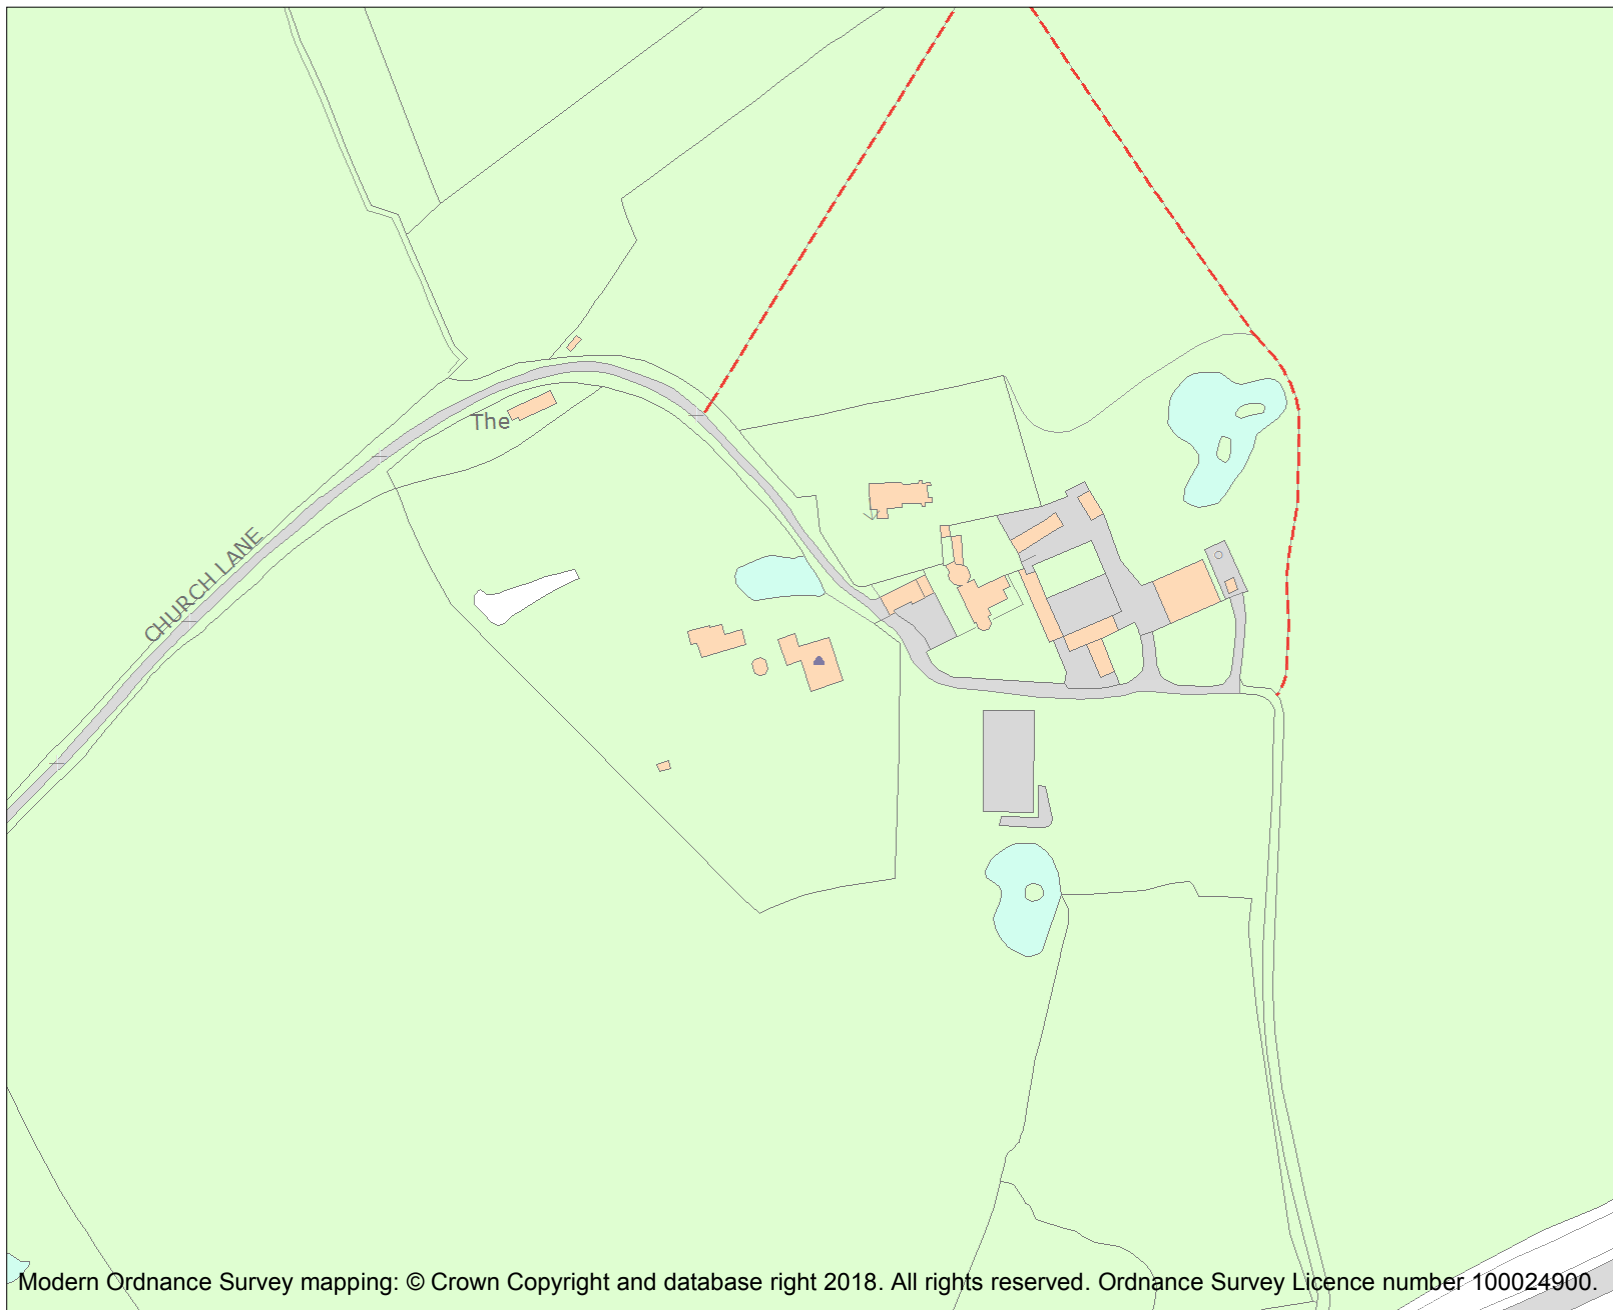 The
CHURCH LANE
Modern Ordnance Survey mapping: © Crown Copyright and database right 2018. All rights reserved. Ordnance Survey Licence number 100024900.